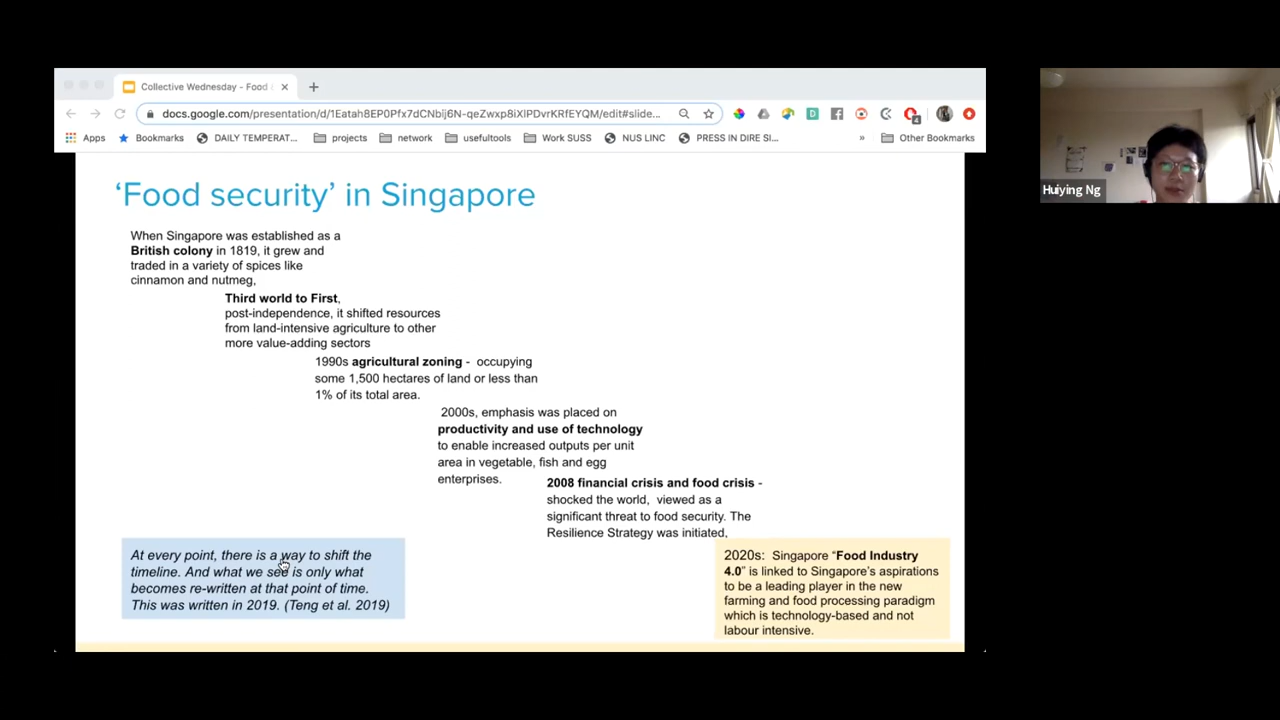 Collective Wednesday - Food &
docs.google.com/presentation/d/1Eatah8EP0Pfx7dCNbij6N-qeZwxp8iXlPDvrKRfEYQM/edit#slide...
4
Apps
Bookmarks
DAILY TEMPERAT...
projects
network
usefultools
Work SUSS
NUS LINC
PRESS IN DIRE SI...
»
Other Bookmarks
Huiying Ng
‘Food security’ in Singapore
When Singapore was established as a
British colony in 1819, it grew and
traded in a variety of spices like
cinnamon and nutmeg,
Third world to First,
post-independence, it shifted resources
from land-intensive agriculture to other
more value-adding sectors
1990s agricultural zoning - occupying
some 1,500 hectares of land or less than
1% of its total area.
2000s, emphasis was placed on
productivity and use of technology
to enable increased outputs per unit
area in vegetable, fish and egg
enterprises.
2008 financial crisis and food crisis -
shocked the world, viewed as a
significant threat to food security. The
Resilience Strategy was initiated,
At every point, there is a way to shift the
timeline. And what we see is only what
becomes re-written at that point of time.
This was written in 2019. (Teng et al. 2019)
2020s: Singapore “Food Industry
4.0” is linked to Singapore’s aspirations
to be a leading player in the new
farming and food processing paradigm
which is technology-based and not
labour intensive.